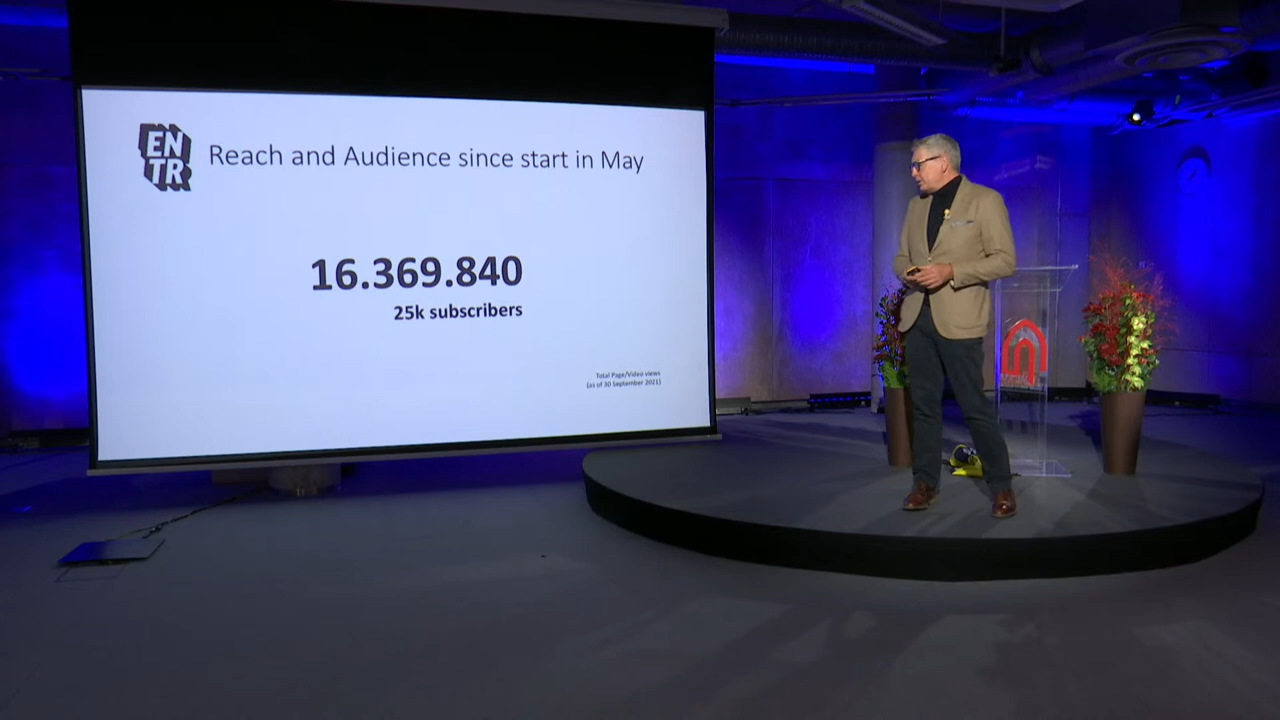 EN
TR
Reach and Audience since start in May
16.369.840
25k subscribers
Total Page/Video views
(as of 30 September 2021)